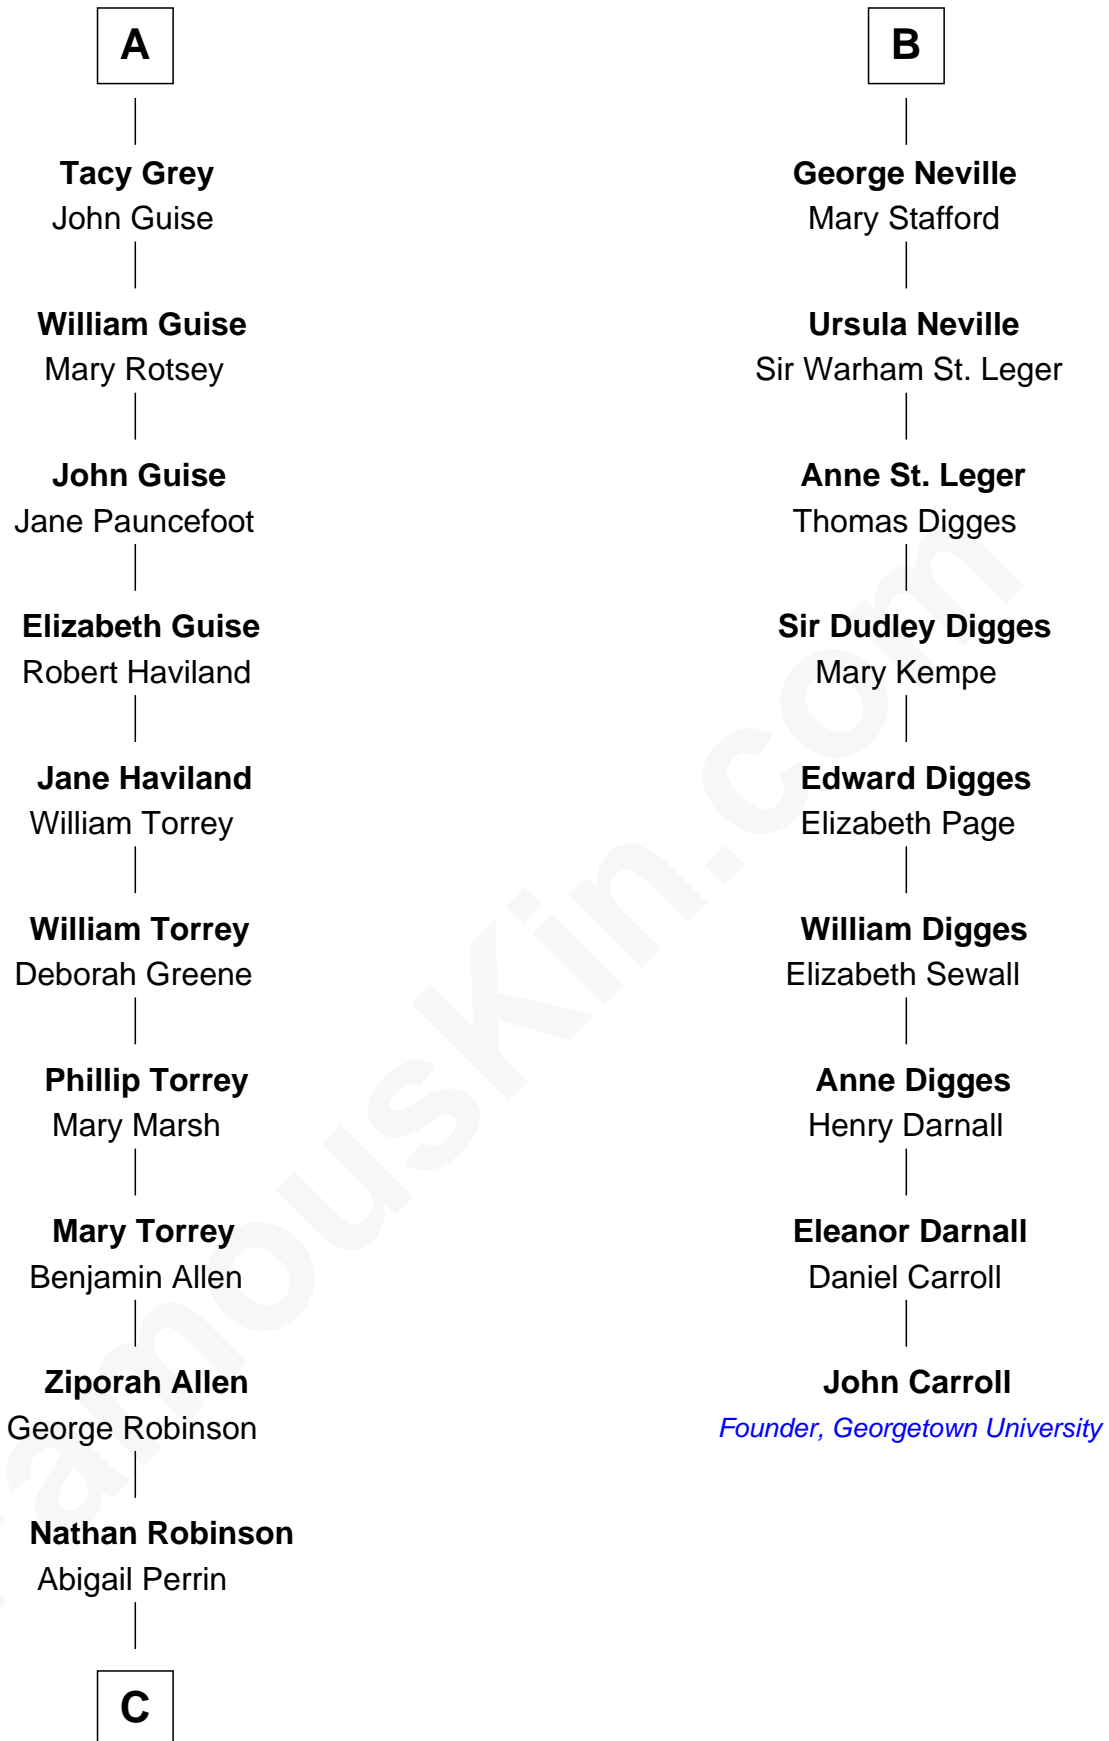 A
Tacy Grey
John Guise
William Guise
Mary Rotsey
John Guise
Jane Pauncefoot
Elizabeth Guise
Robert Haviland
Jane Haviland
William Torrey
William Torrey
Deborah Greene
Phillip Torrey
Mary Marsh
Mary Torrey
Benjamin Allen
Ziporah Allen
George Robinson
Nathan Robinson
Abigail Perrin
C
B
George Neville
Mary Stafford
Ursula Neville
Sir Warham St. Leger
Anne St. Leger
Thomas Digges
Sir Dudley Digges
Mary Kempe
Edward Digges
Elizabeth Page
William Digges
Elizabeth Sewall
Anne Digges
Henry Darnall
Eleanor Darnall
Daniel Carroll
John Carroll
Founder, Georgetown University
FamousKin.com